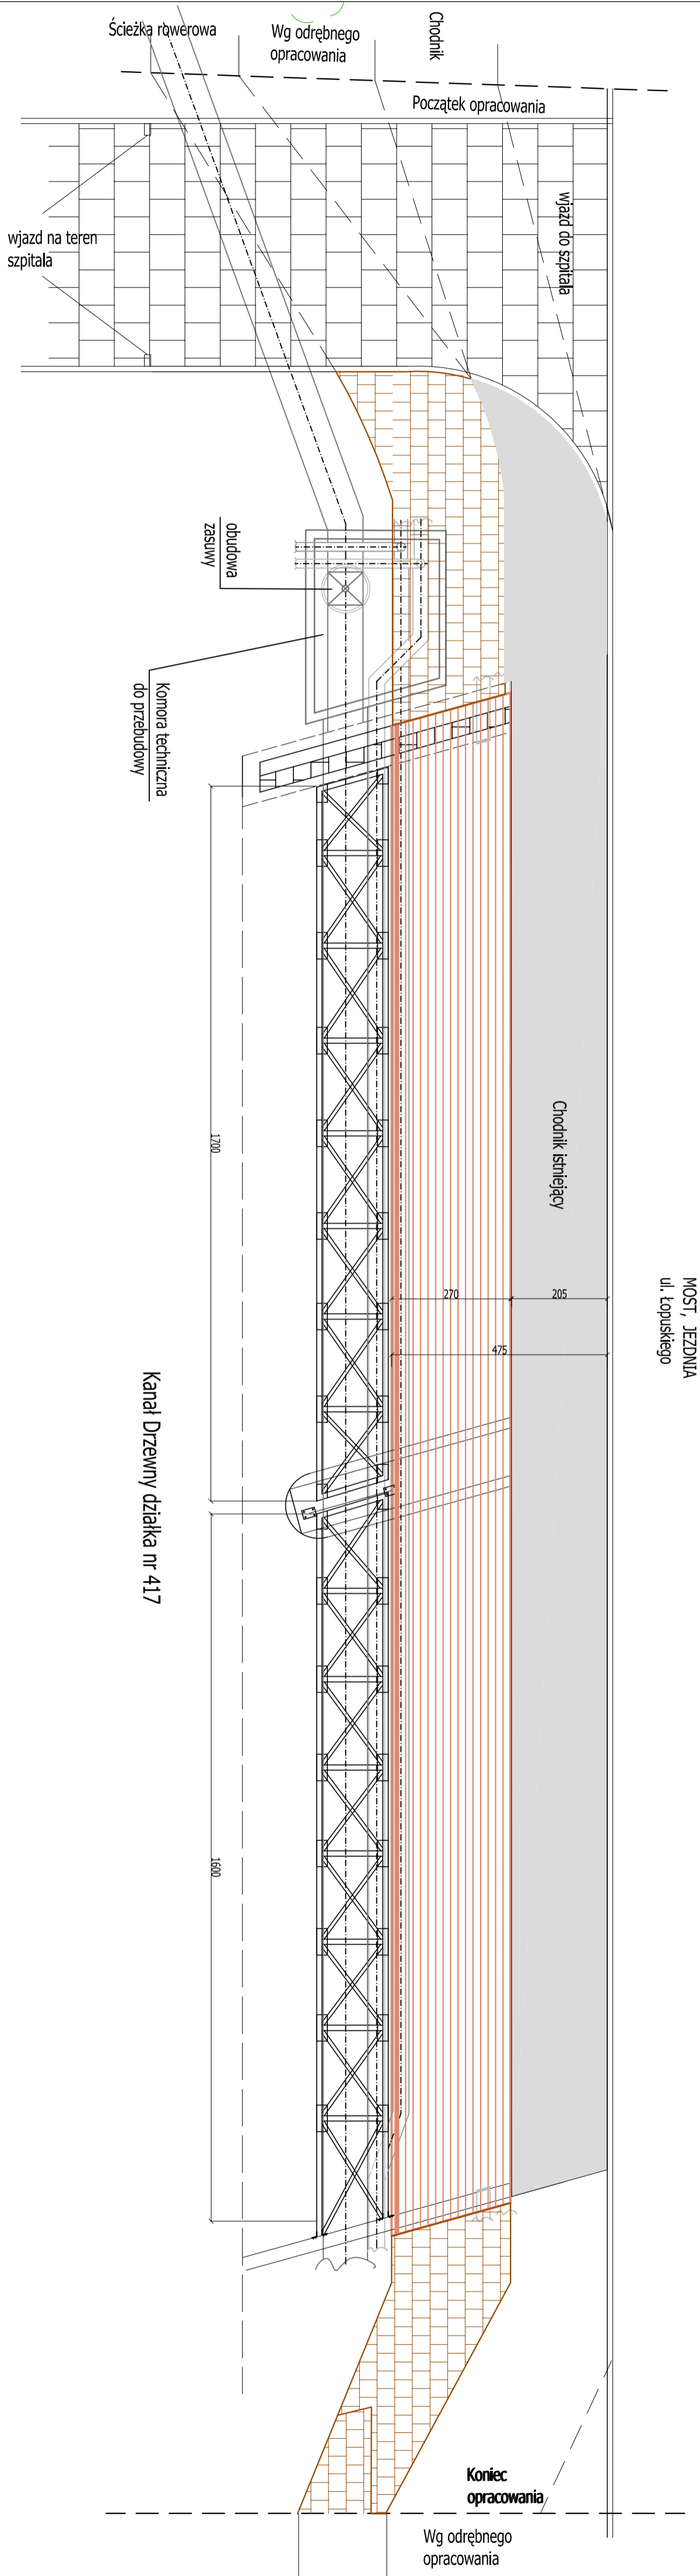 Ścieżka rowerowa
Wg odrębnego
opracowania
Chodnik
Początek opracowania
wjazd do szpitala
wjazd na teren
szpitala
obudowa
zasuwy
Komora techniczna
do przebudowy
1700
Chodnik istniejący
MOST, JEZDNIA
ul. Łopuskiego
270
205
475
Kanał Drzewny działka nr 417
1600
Koniec
opracowania
Wg odrębnego
opracowania